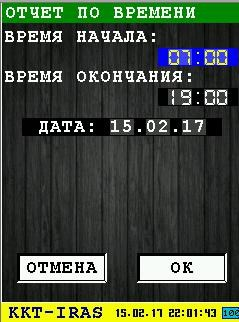 ОТЧЕТ ПО ВРЕМЕНИ
ВРЕМЯ НАЧАЛА:
07:00
ВРЕМЯ ОКОНЧАНИЯ:
19:00
ДАТА: 15.02.17
ОТМЕНА ОК
KKT-IRAS 15.02.17 22:01:43 100